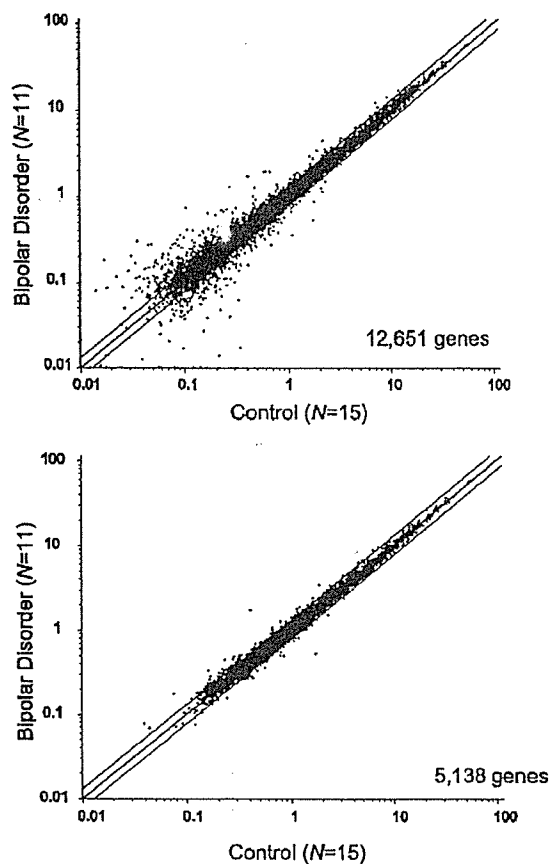 100
10
1
0.1
0.01
Bipolar Disorder (N=11)
12,651 genes
0.01 0.1 1 10 100
Control (N=15)
100
10
1
0.1
0.01
Bipolar Disorder (N=11)
5,138 genes
0.01 0.1 1 10 100
Control (N=15)